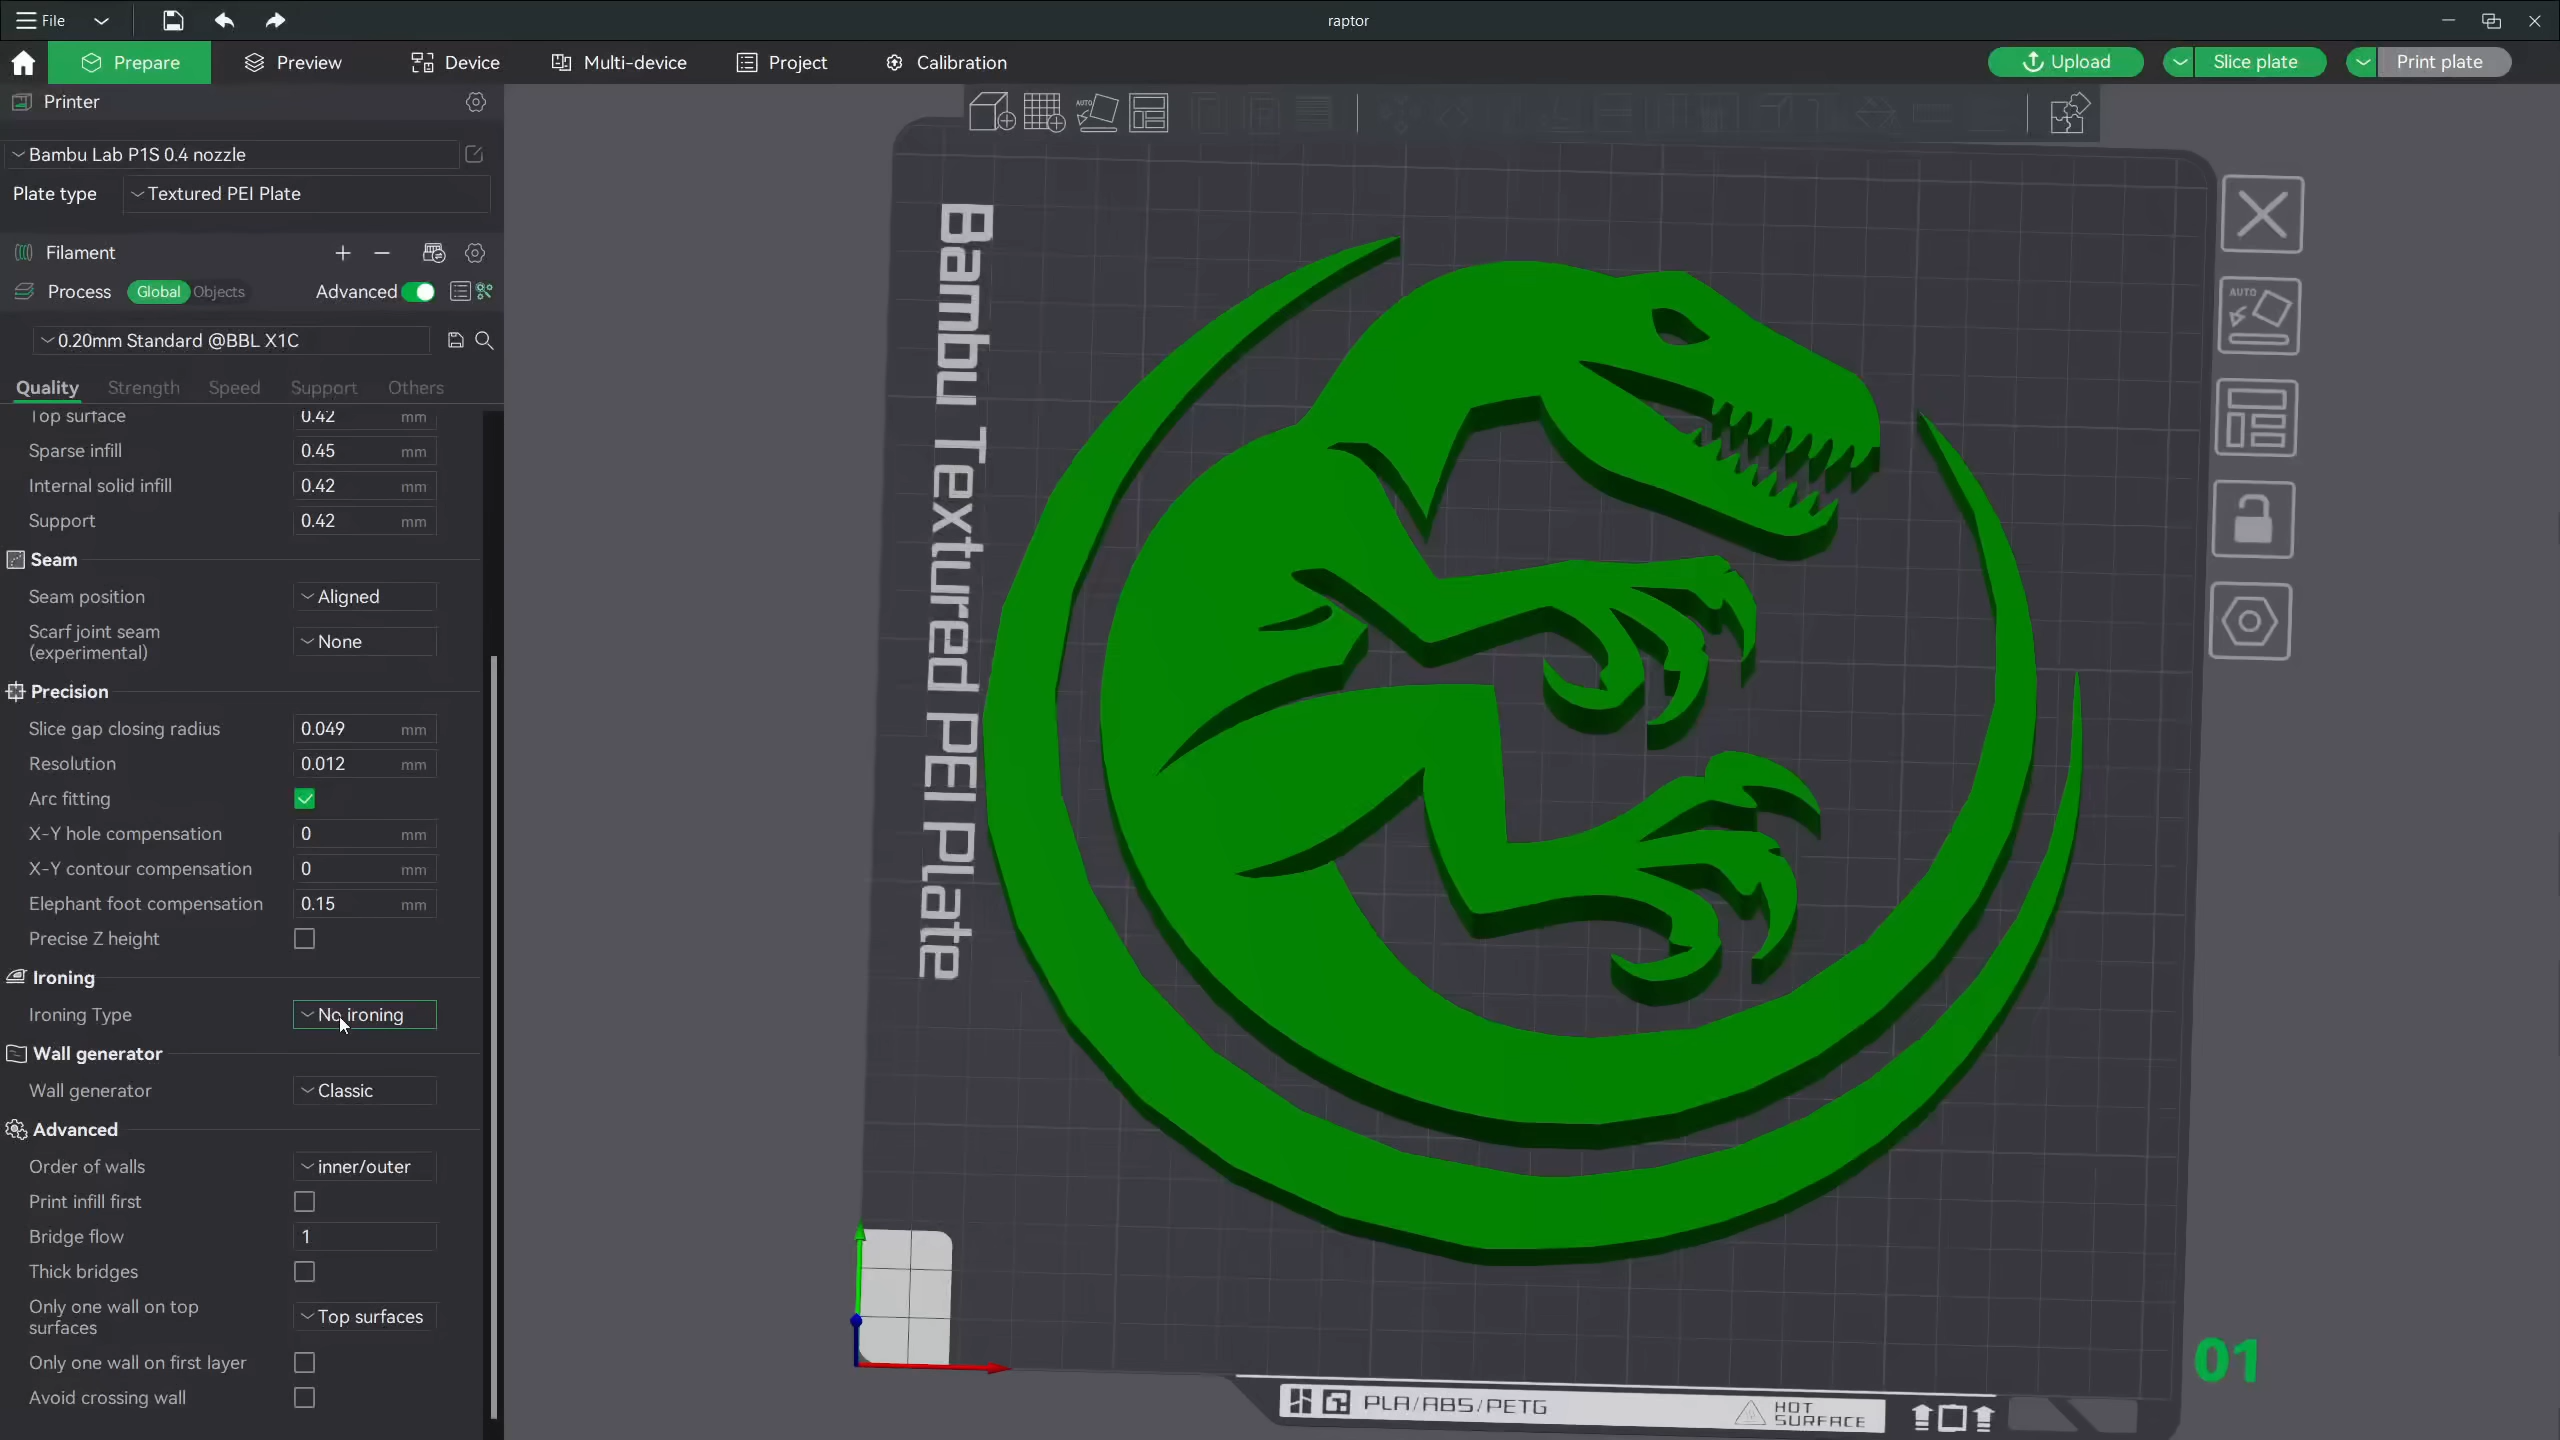 File
raptor
Prepare
Preview
Device
Multi-device
Project
Calibration
Upload
Slice plate
Print plate
Printer
Bambu Lab P1S 0.4 nozzle
Plate type
Textured PEI Plate
Filament
Process
Global
Objects
Advanced
0.20mm Standard @BBL X1C
Quality
Strength
Speed
Support
Others
Top surface 0.42 mm
Sparse infill 0.45 mm
Internal solid infill 0.42 mm
Support 0.42 mm
Seam
Seam position Aligned
Scarf joint seam
(experimental)
None
Precision
Slice gap closing radius 0.049 mm
Resolution 0.012 mm
Arc fitting
X-Y hole compensation 0 mm
X-Y contour compensation 0 mm
Elephant foot compensation 0.15 mm
Precise Z height
Ironing
Ironing Type No ironing
Wall generator
Wall generator Classic
Advanced
Order of walls inner/outer
Print infill first
Bridge flow 1
Thick bridges
Only one wall on top
surfaces
Top surfaces
Only one wall on first layer
Avoid crossing wall
AUTO
Bambu Textured PEI Plate
AUTO
01
PLA/ABS/PETG
HOT
SURFACE